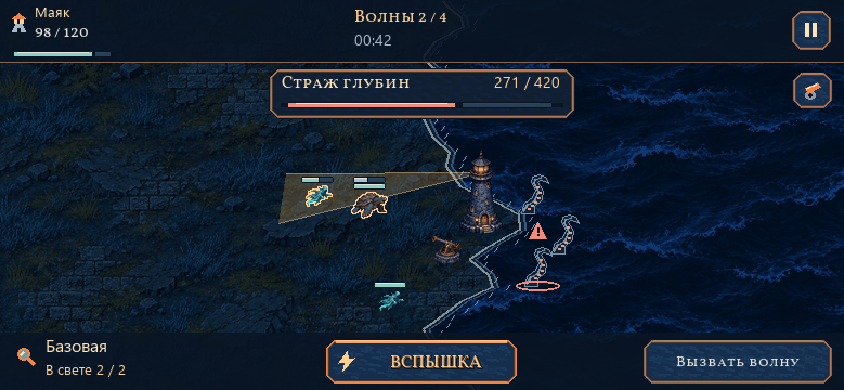 Маяк
98 / 120
Волны 2 / 4
00:42
Страж глубин 271 / 420
Базовая
В свете 2 / 2
ВСПЫШКА
Вызвать волну